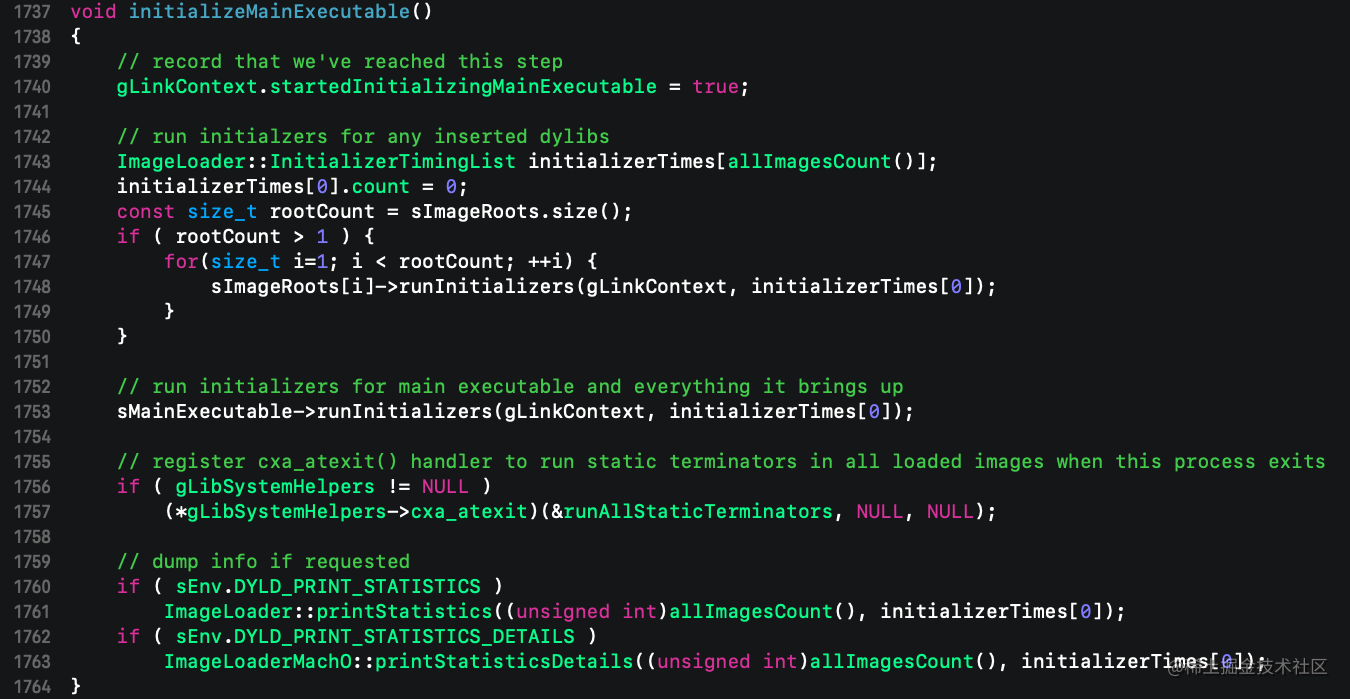 1737 void initializeMainExecutable()
1738 {
1739     // record that we've reached this step
1740     gLinkContext.startedInitializingMainExecutable = true;
1741
1742     // run initialzers for any inserted dylibs
1743     ImageLoader::InitializerTimingList initializerTimes[allImagesCount()];
1744     initializerTimes[0].count = 0;
1745     const size_t rootCount = sImageRoots.size();
1746     if ( rootCount > 1 ) {
1747         for(size_t i=1; i < rootCount; ++i) {
1748             sImageRoots[i]->runInitializers(gLinkContext, initializerTimes[0]);
1749         }
1750     }
1751
1752     // run initializers for main executable and everything it brings up
1753     sMainExecutable->runInitializers(gLinkContext, initializerTimes[0]);
1754
1755     // register cxa_atexit() handler to run static terminators in all loaded images when this process exits
1756     if ( gLibSystemHelpers != NULL )
1757         (*gLibSystemHelpers->cxa_atexit)(&runAllStaticTerminators, NULL, NULL);
1758
1759     // dump info if requested
1760     if ( sEnv.DYLD_PRINT_STATISTICS )
1761         ImageLoader::printStatistics((unsigned int)allImagesCount(), initializerTimes[0]);
1762     if ( sEnv.DYLD_PRINT_STATISTICS_DETAILS )
1763         ImageLoaderMachO::printStatisticsDetails((unsigned int)allImagesCount(), initializerTimes[0]);
@稀土掘金技术社区
1764 }